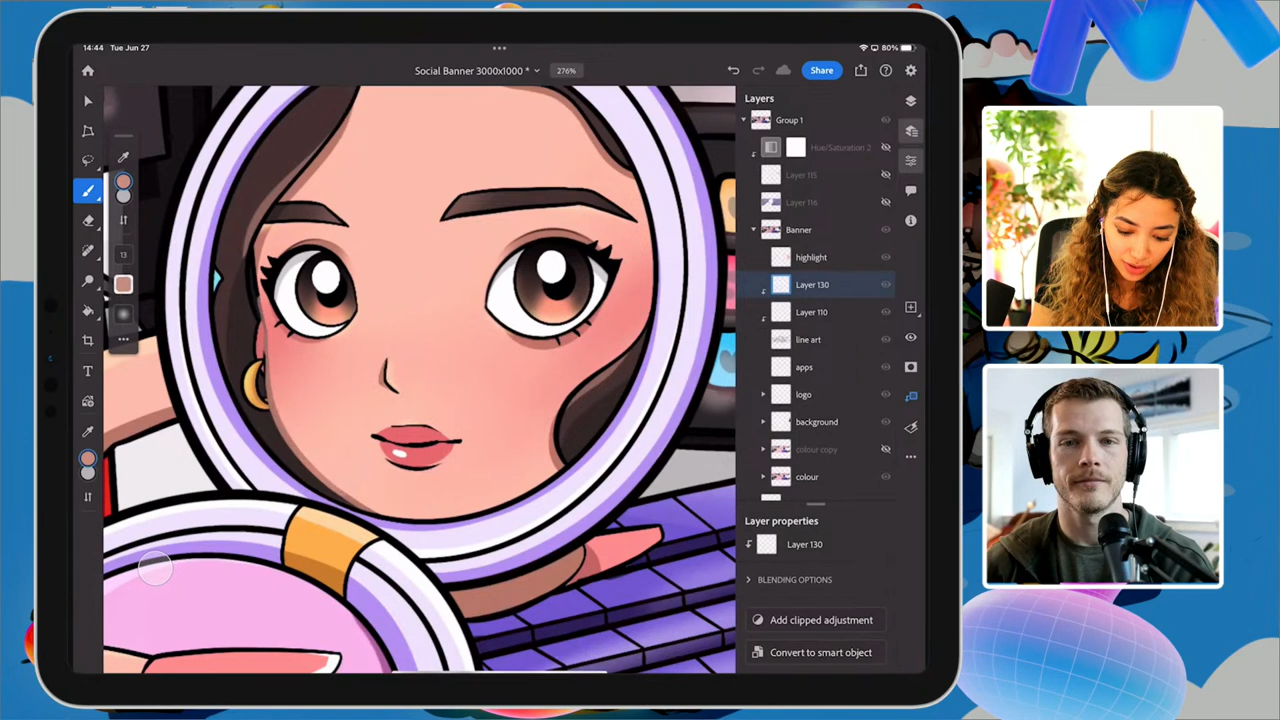 14:44 Tue Jun 27
80%
Social Banner 3000x1000 *
276%
Share
Layers
Group 1
Hue/Saturation 2
Layer 115
Layer 116
Banner
highlight
Layer 130
Layer 110
line art
apps
logo
background
colour copy
colour
13
T
Layer properties
Layer 130
BLENDING OPTIONS
Add clipped adjustment
Convert to smart object